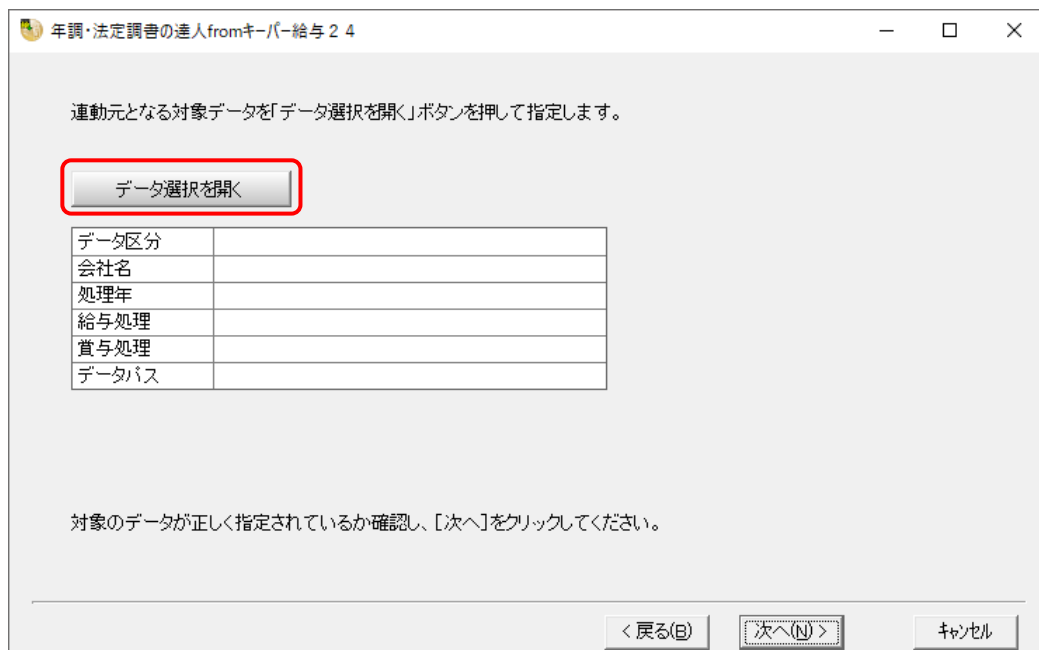 年調・法定調書の達人fromキーパー給与２４
連動元となる対象データを「データ選択を開く」ボタンを押して指定します。
データ選択を開く
データ区分
会社名
処理年
給与処理
賞与処理
データパス
対象のデータが正しく指定されているか確認し、[次へ]をクリックしてください。
< 戻る(B)
次へ(N) >
キャンセル